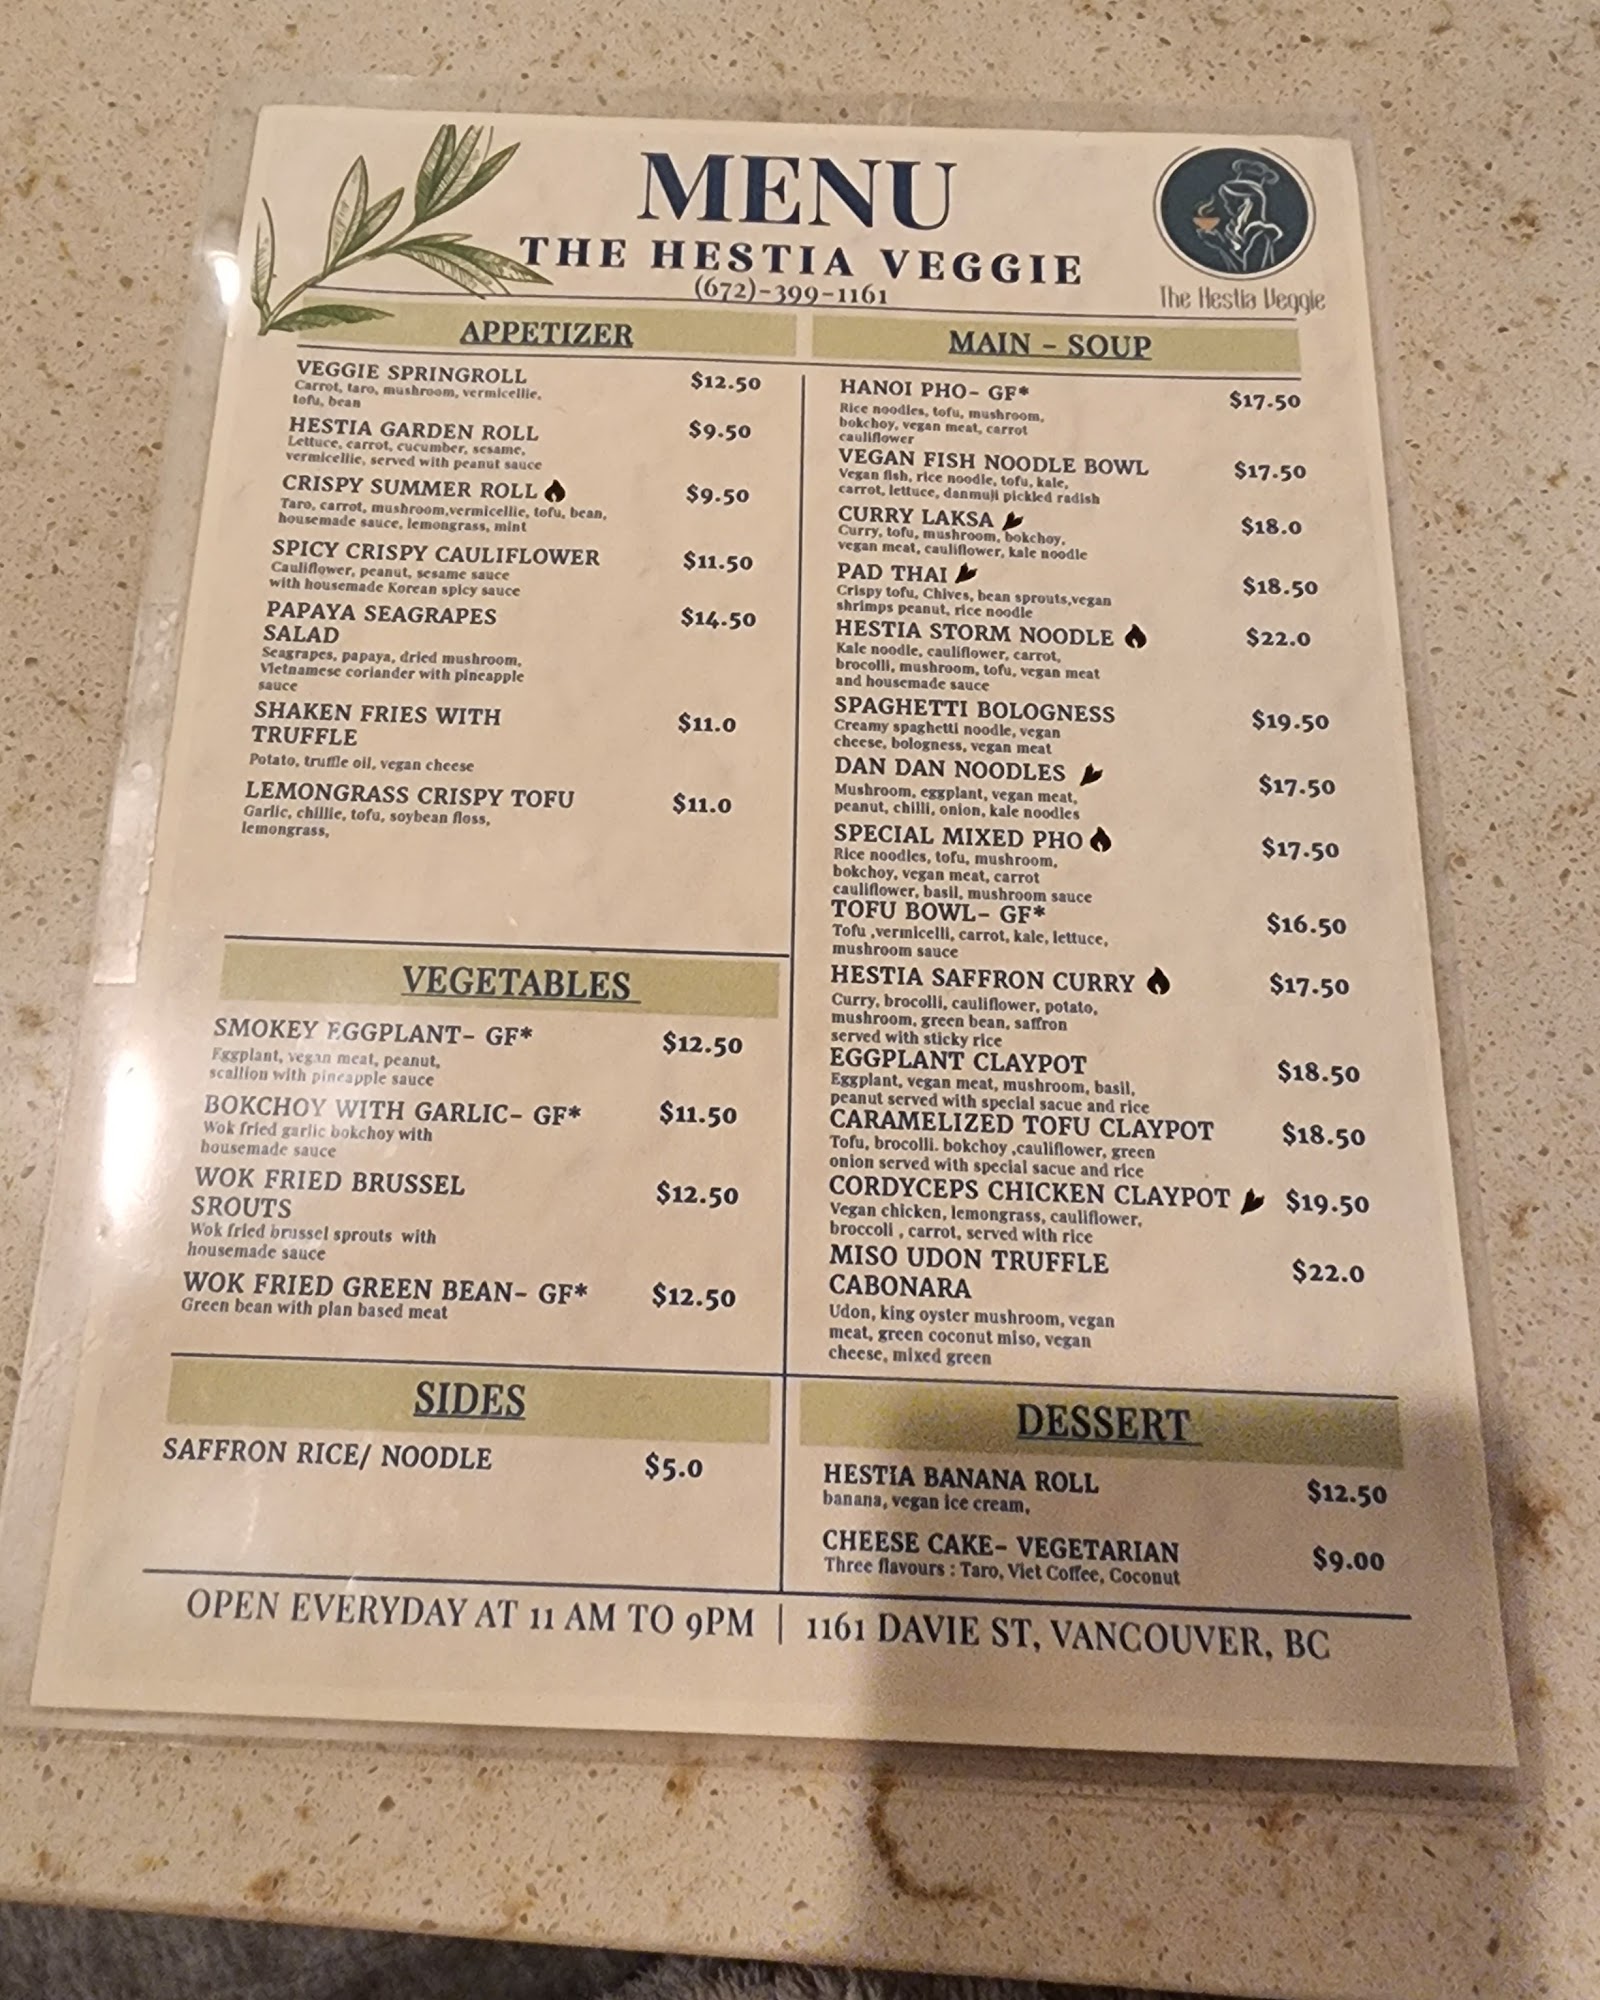 MENU
THE HESTIA VEGGIE
(672)-399-1161
The Hestia Veggie
APPETIZER
VEGGIE SPRINGROLL $12.50
Carrot, taro, mushroom, vermicellie,
tofu, bean
HESTIA GARDEN ROLL $9.50
Lettuce, carrot, cucumber, sesame,
vermicellie, served with peanut sauce
CRISPY SUMMER ROLL $9.50
Taro, carrot, mushroom,vermicellie, tofu, bean,
housemade sauce, lemongrass, mint
SPICY CRISPY CAULIFLOWER $11.50
Cauliflower, peanut, sesame sauce
with housemade Korean spicy sauce
PAPAYA SEAGRAPES $14.50
SALAD
Seagrapes, papaya, dried mushroom,
Vietnamese coriander with pineapple
sauce
SHAKEN FRIES WITH $11.0
TRUFFLE
Potato, truffle oil, vegan cheese
LEMONGRASS CRISPY TOFU $11.0
Garlic, chillie, tofu, soybean floss,
lemongrass,
VEGETABLES
SMOKEY EGGPLANT- GF* $12.50
Eggplant, vegan meat, peanut,
scallion with pineapple sauce
BOKCHOY WITH GARLIC- GF* $11.50
Wok fried garlic bokchoy with
housemade sauce
WOK FRIED BRUSSEL $12.50
SROUTS
Wok fried brussel sprouts with
housemade sauce
WOK FRIED GREEN BEAN- GF* $12.50
Green bean with plan based meat
SIDES
SAFFRON RICE/ NOODLE $5.0
MAIN - SOUP
HANOI PHO- GF* $17.50
Rice noodles, tofu, mushroom,
bokchoy, vegan meat, carrot
cauliflower
VEGAN FISH NOODLE BOWL $17.50
Vegan fish, rice noodle, tofu, kale,
carrot, lettuce, danmuji pickled radish
CURRY LAKSA $18.0
Curry, tofu, mushroom, bokchoy,
vegan meat, cauliflower, kale noodle
PAD THAI $18.50
Crispy tofu, Chives, bean sprouts,vegan
shrimps peanut, rice noodle
HESTIA STORM NOODLE $22.0
Kale noodle, cauliflower, carrot,
brocolli, mushroom, tofu, vegan meat
and housemade sauce
SPAGHETTI BOLOGNESS $19.50
Creamy spaghetti noodle, vegan
cheese, bologness, vegan meat
DAN DAN NOODLES $17.50
Mushroom, eggplant, vegan meat,
peanut, chilli, onion, kale noodles
SPECIAL MIXED PHO $17.50
Rice noodles, tofu, mushroom,
bokchoy, vegan meat, carrot
cauliflower, basil, mushroom sauce
TOFU BOWL- GF* $16.50
Tofu ,vermicelli, carrot, kale, lettuce,
mushroom sauce
HESTIA SAFFRON CURRY $17.50
Curry, brocolli, cauliflower, potato,
mushroom, green bean, saffron
served with sticky rice
EGGPLANT CLAYPOT $18.50
Eggplant, vegan meat, mushroom, basil,
peanut served with special sacue and rice
CARAMELIZED TOFU CLAYPOT $18.50
Tofu, brocolli. bokchoy ,cauliflower, green
onion served with special sacue and rice
CORDYCEPS CHICKEN CLAYPOT $19.50
Vegan chicken, lemongrass, cauliflower,
broccoli , carrot, served with rice
MISO UDON TRUFFLE $22.0
CABONARA
Udon, king oyster mushroom, vegan
meat, green coconut miso, vegan
cheese, mixed green
DESSERT
HESTIA BANANA ROLL $12.50
banana, vegan ice cream,
CHEESE CAKE- VEGETARIAN $9.00
Three flavours : Taro, Viet Coffee, Coconut
OPEN EVERYDAY AT 11 AM TO 9PM | 1161 DAVIE ST, VANCOUVER, BC